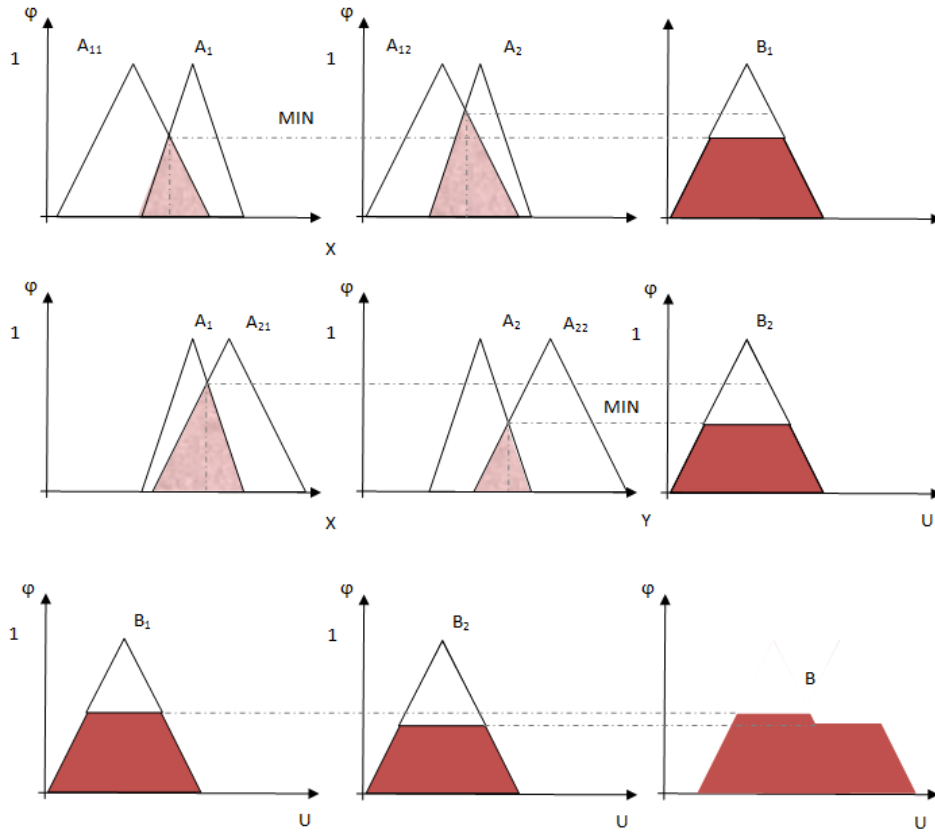 φ φ
A₁₁ A₁ A₁₂ A₂ B₁
1 1
MIN
X
φ φ φ
1 A₁ A₂₁ 1 A₂ A₂₂ 1 B₂
MIN
X Y U
φ φ φ
1 B₁ 1 B₂
B
U U U